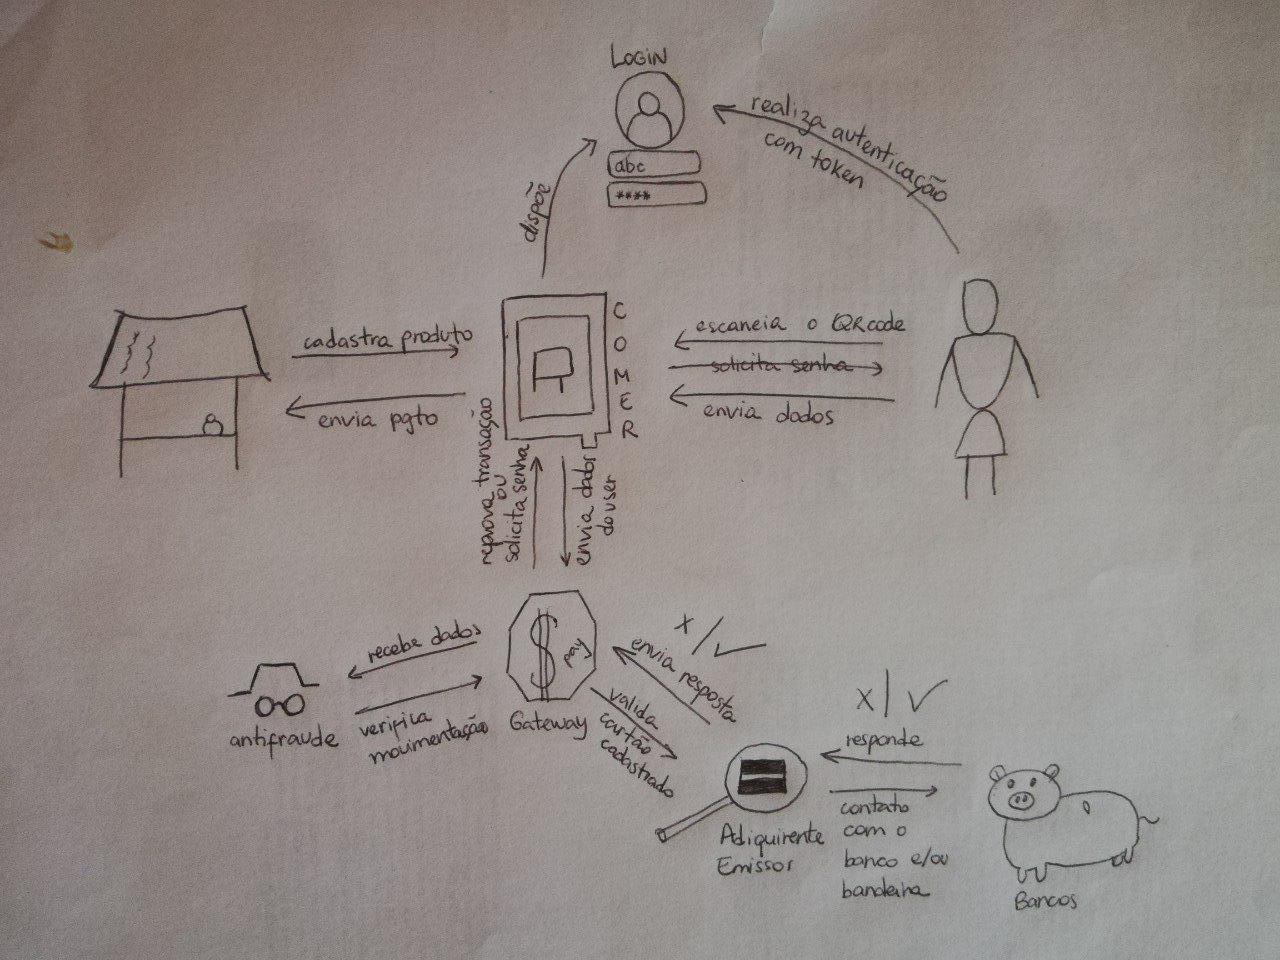 LOGIN
abc
****
realiza autenticação
com token
dispõe
COMER
cadastra produto
envia pgto
escaneia o QRcode
solicita senha
envia dados
reprova transação
ou
solicita senha
envia dados
do user
recebe dados
verifica
movimentação
antifraude
$
pay
Gateway
x/✓
envia resposta
valida
cartão
cadastrado
x|✓
responde
contato
com o
banco e/ou
bandeira
Adiquirente
Emissor
Bancos